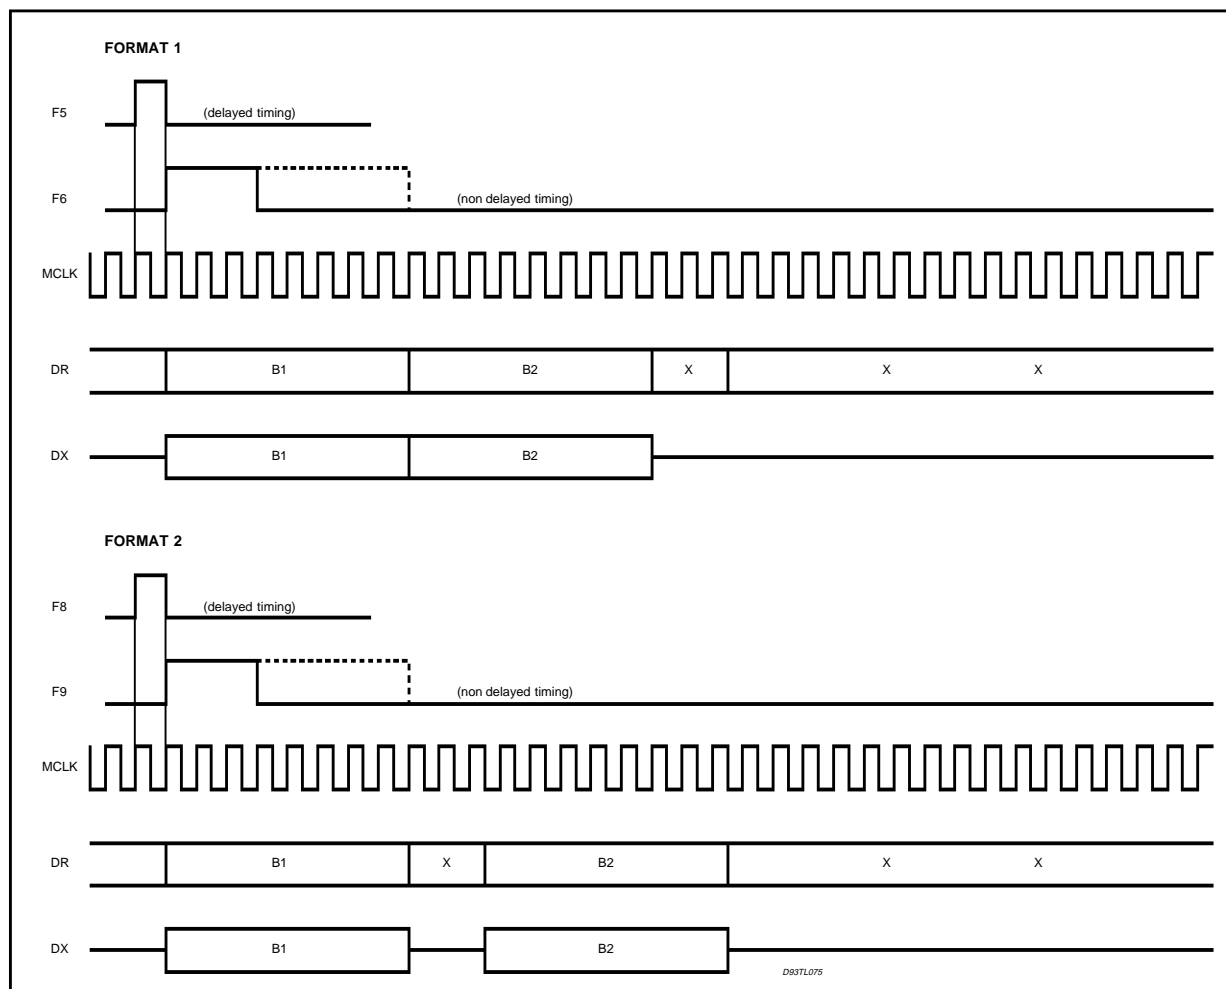 FORMAT 1
F5 (delayed timing)
F6 (non delayed timing)
MCLK
DR B1 B2 X X X
DX B1 B2
FORMAT 2
F8 (delayed timing)
F9 (non delayed timing)
MCLK
DR B1 X B2 X X
DX B1 B2
D93TL075